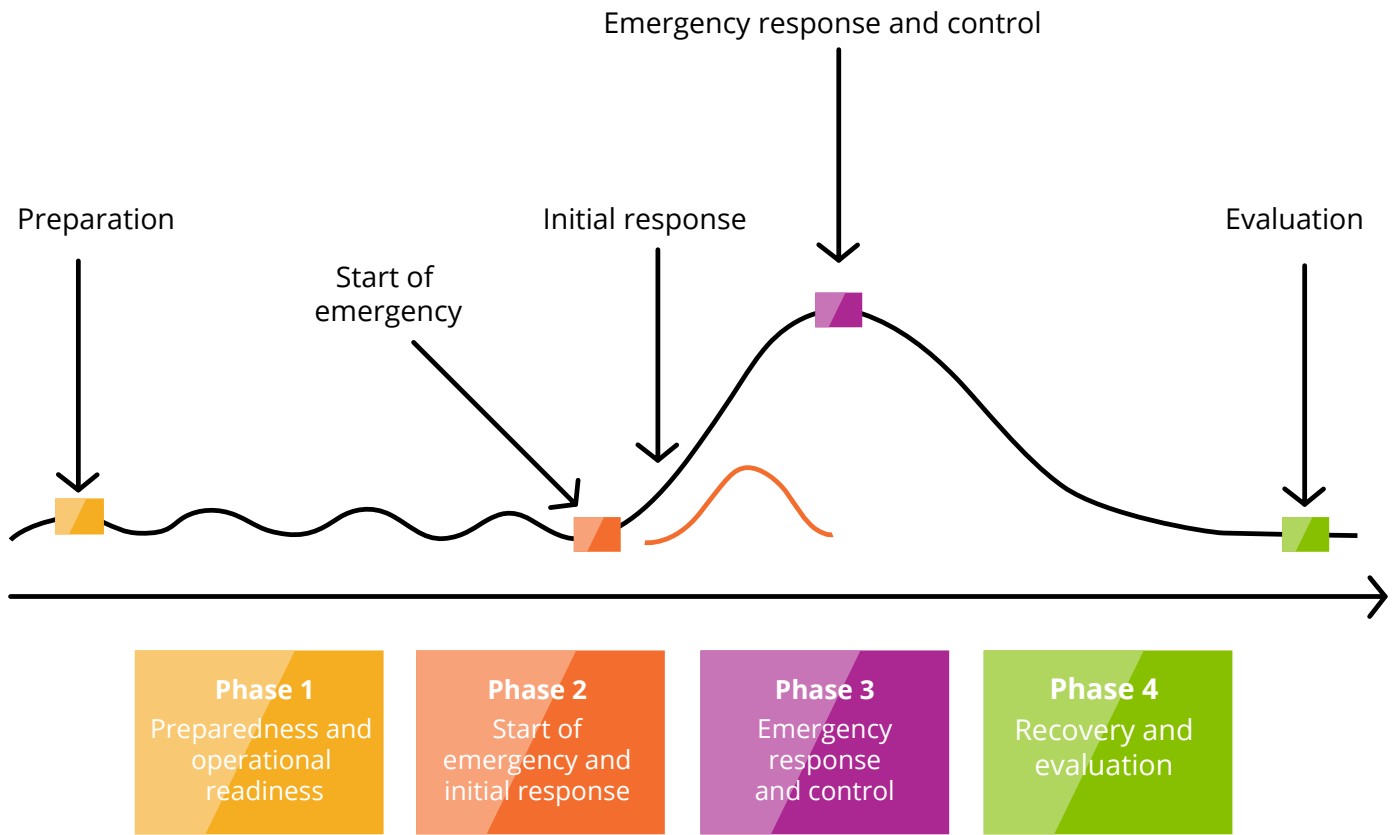 Emergency response and control
Preparation
Initial response
Evaluation
Start of
emergency
Phase 1
Preparedness and
operational
readiness
Phase 2
Start of
emergency and
initial response
Phase 3
Emergency
response
and control
Phase 4
Recovery and
evaluation